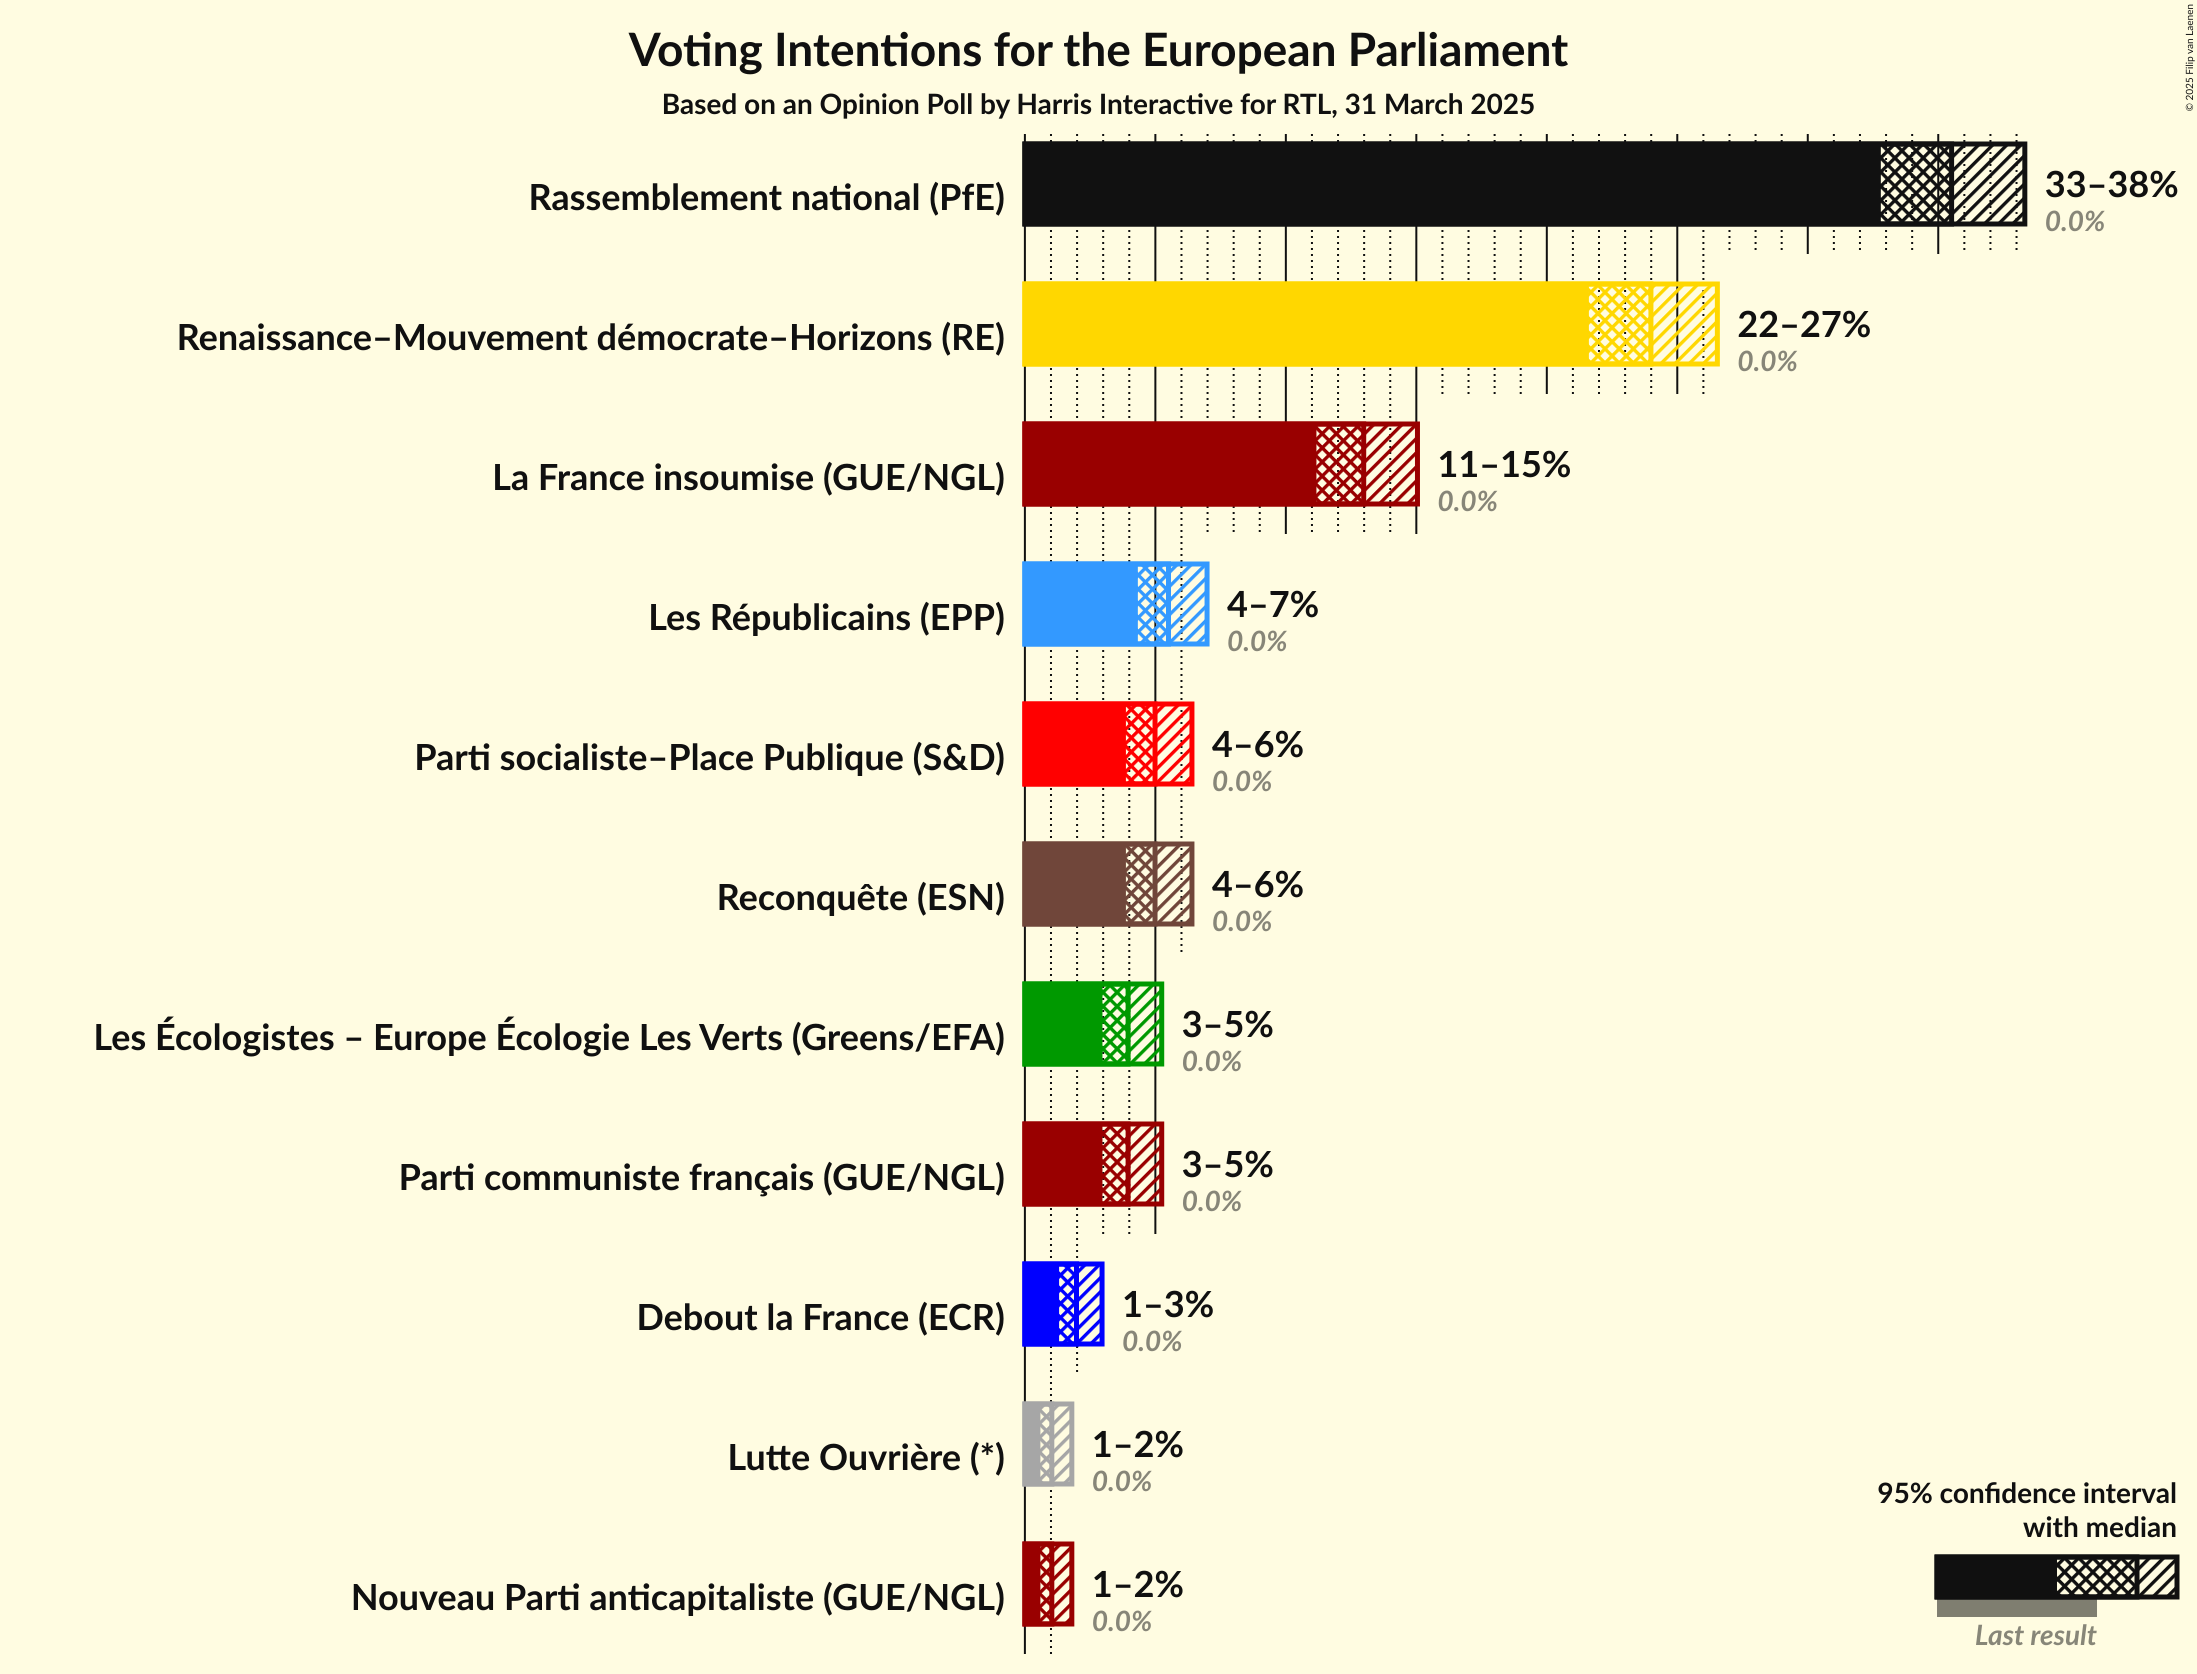 Voting Intentions for the European Parliament
Based on an Opinion Poll by Harris Interactive for RTL, 31 March 2025
© 2025 Filip van Laenen
Rassemblement national (PfE)
33–38%
0.0%
Renaissance–Mouvement démocrate–Horizons (RE)
22–27%
0.0%
La France insoumise (GUE/NGL)
11–15%
0.0%
Les Républicains (EPP)
4–7%
0.0%
Parti socialiste–Place Publique (S&D)
4–6%
0.0%
Reconquête (ESN)
4–6%
0.0%
Les Écologistes – Europe Écologie Les Verts (Greens/EFA)
3–5%
0.0%
Parti communiste français (GUE/NGL)
3–5%
0.0%
Debout la France (ECR)
1–3%
0.0%
Lutte Ouvrière (*)
1–2%
0.0%
Nouveau Parti anticapitaliste (GUE/NGL)
1–2%
0.0%
95% confidence interval
with median
Last result